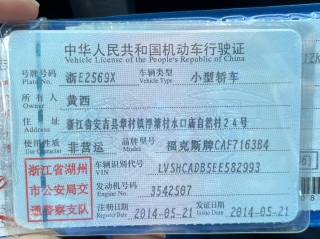 中华人民共和国机动车行驶证
Vehicle License of the People's Republic of China
号牌号码 浙E2569X 车辆类型 小型轿车
Plate No. Vehicle Type
所有人 黄西
Owner
住址 浙江省安吉县章村镇浮塘村水口庙自然村24号
Address
使用性质 非营运 品牌型号 福克斯牌CAF7163B4
Use Character Model
浙江省湖州
市公安局交
通警察支队
车辆识别代号 LVSHCADB5EE582993
VIN
发动机号码 3542587
Engine No.
注册日期 2014-05-21 发证日期 2014-05-21
Register Date Issue Date